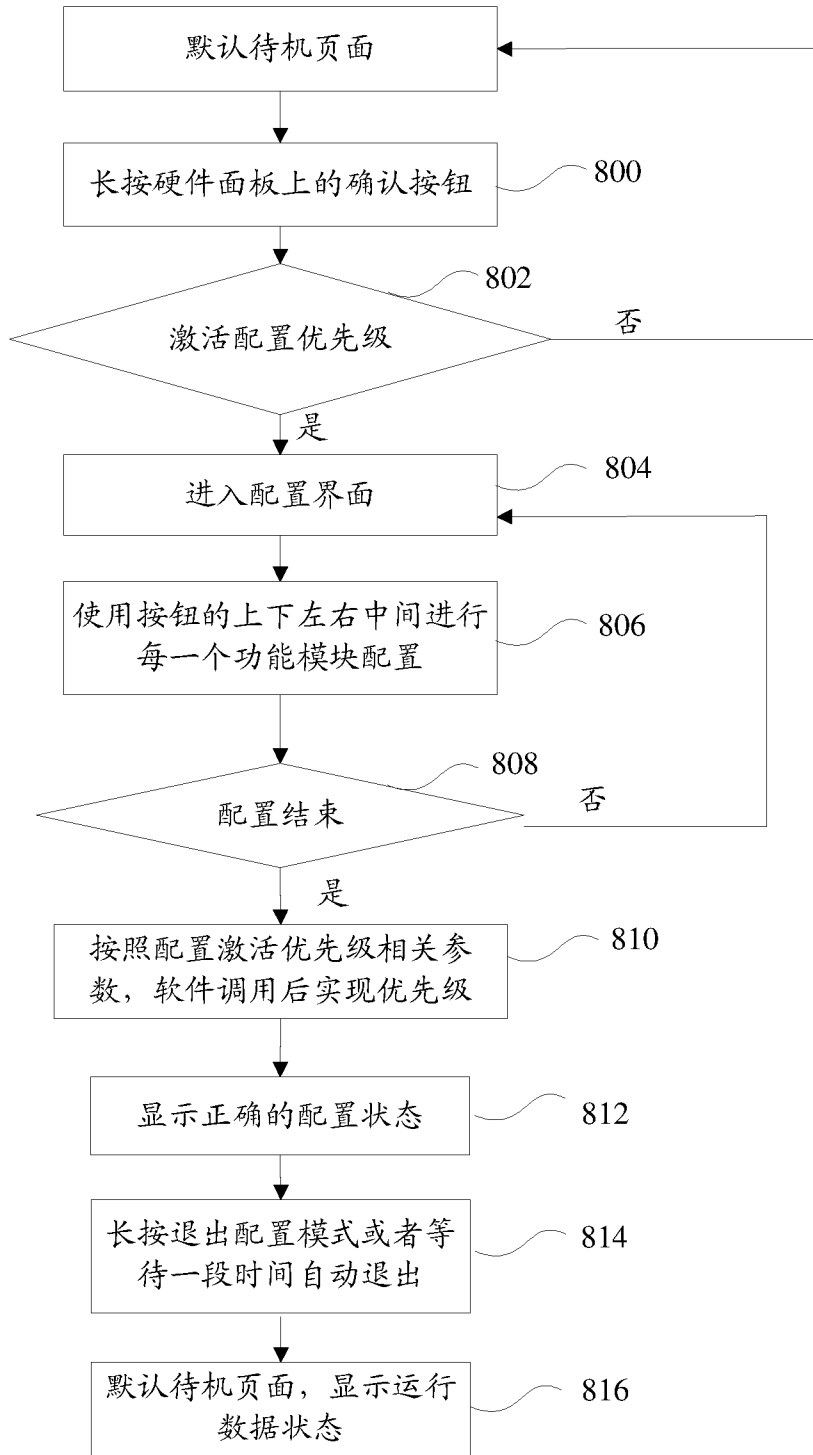 默认待机页面
长按硬件面板上的确认按钮
800
802
激活配置优先级
否
是
进入配置界面
804
使用按钮的上下左右中间进行
每一个功能模块配置
806
808
配置结束
否
是
按照配置激活优先级相关参
数，软件调用后实现优先级
810
显示正确的配置状态
812
长按退出配置模式或者等
待一段时间自动退出
814
默认待机页面，显示运行
数据状态
816